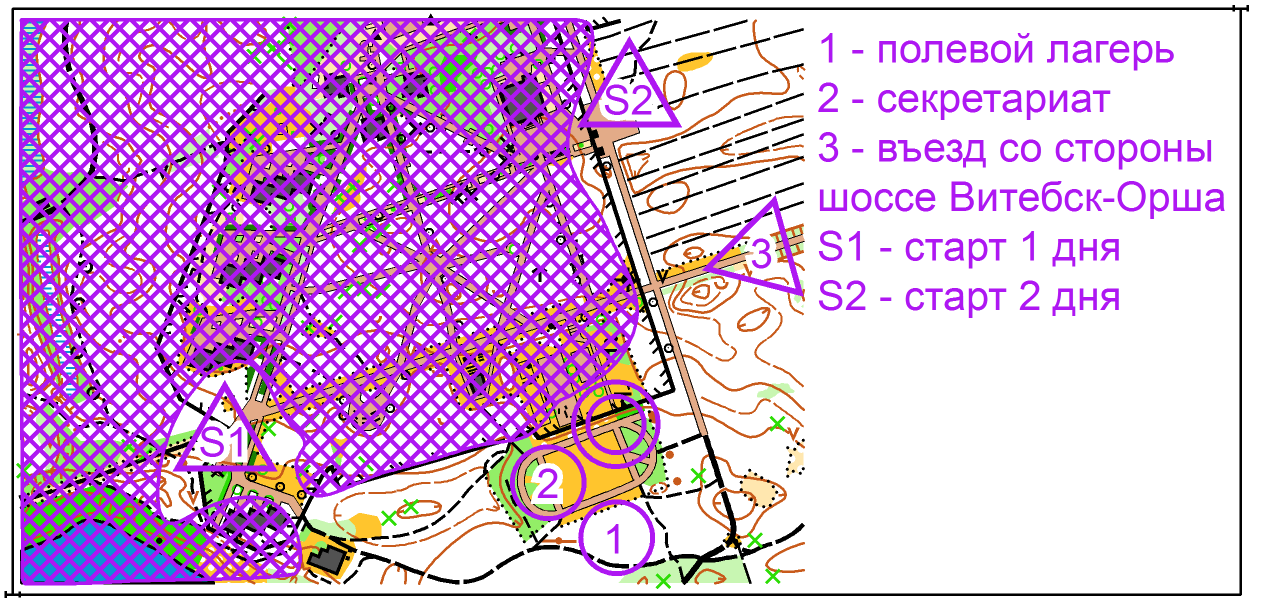 1 - полевой лагерь
2 - секретариат
3 - въезд со стороны
шоссе Витебск-Орша
S1 - старт 1 дня
S2 - старт 2 дня
S2
3
S1
2
1